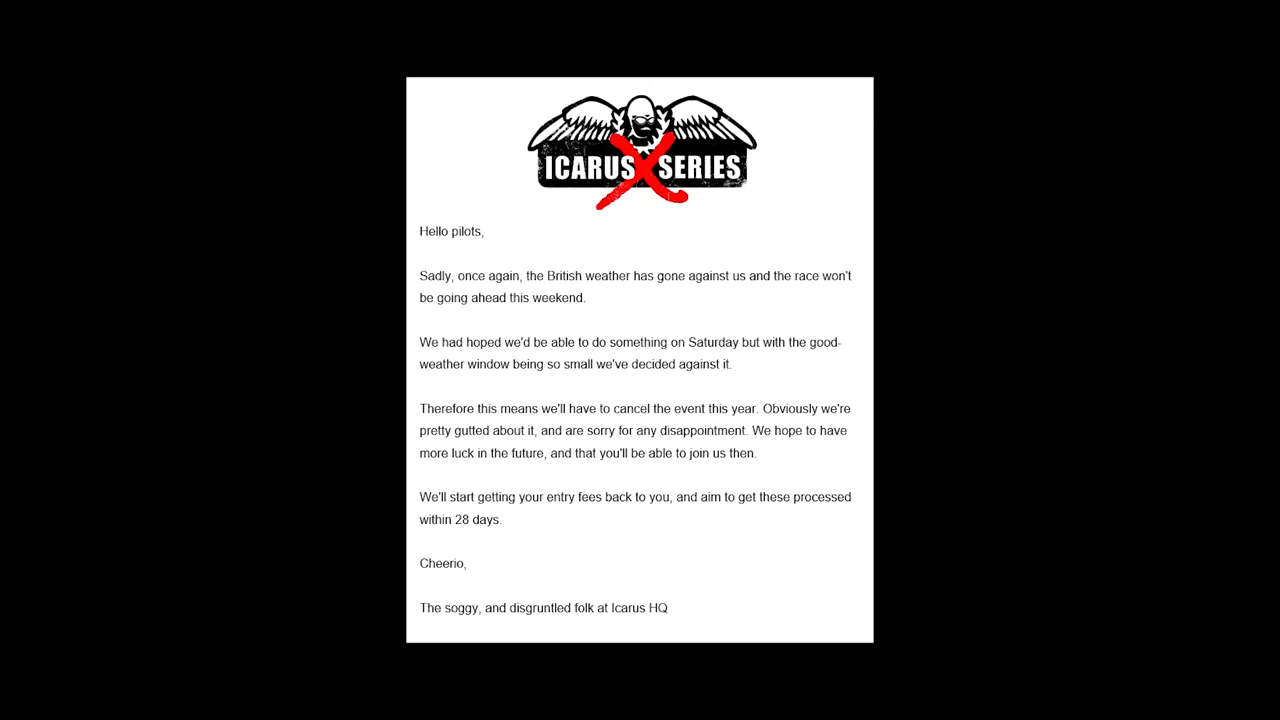 ICARUS X SERIES
Hello pilots,
Sadly, once again, the British weather has gone against us and the race won't
be going ahead this weekend.
We had hoped we'd be able to do something on Saturday but with the good-
weather window being so small we've decided against it.
Therefore this means we'll have to cancel the event this year. Obviously we're
pretty gutted about it, and are sorry for any disappointment. We hope to have
more luck in the future, and that you'll be able to join us then.
We'll start getting your entry fees back to you, and aim to get these processed
within 28 days.
Cheerio,
The soggy, and disgruntled folk at Icarus HQ